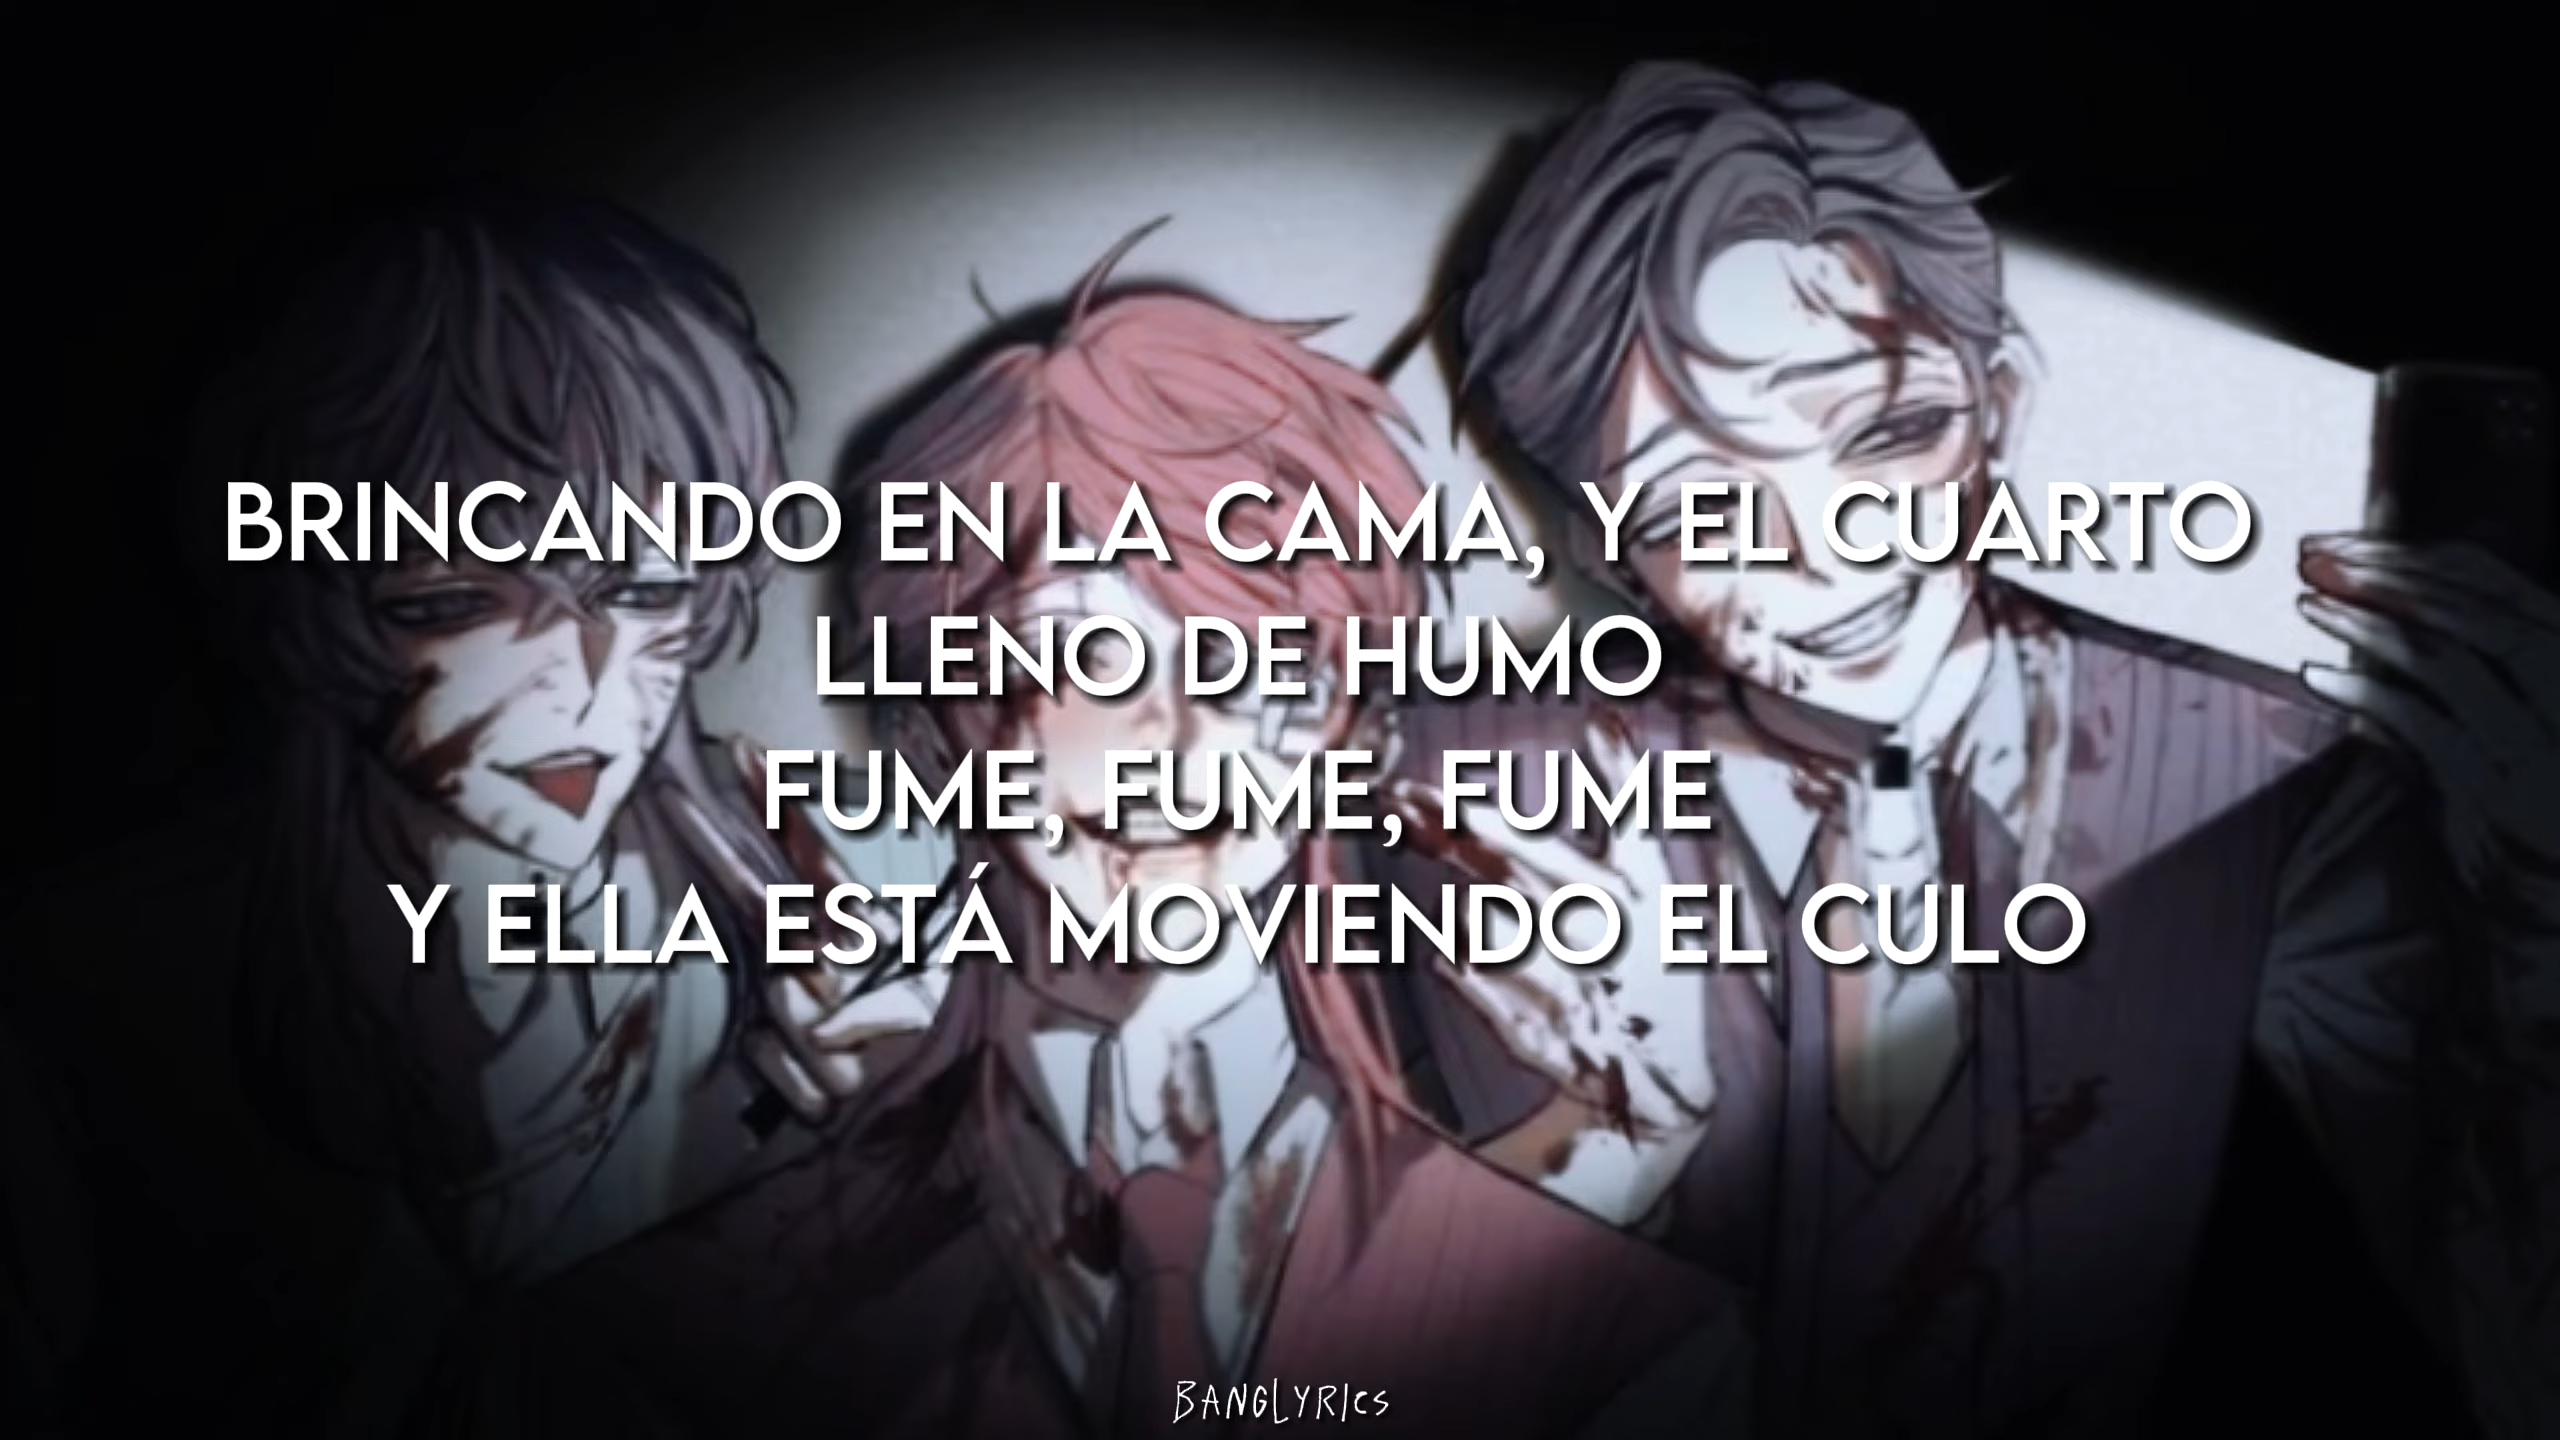 BRINCANDO EN LA CAMA, Y EL CUARTO
LLENO DE HUMO
FUME, FUME, FUME
Y ELLA ESTÁ MOVIENDO EL CULO
BANGLYRICS